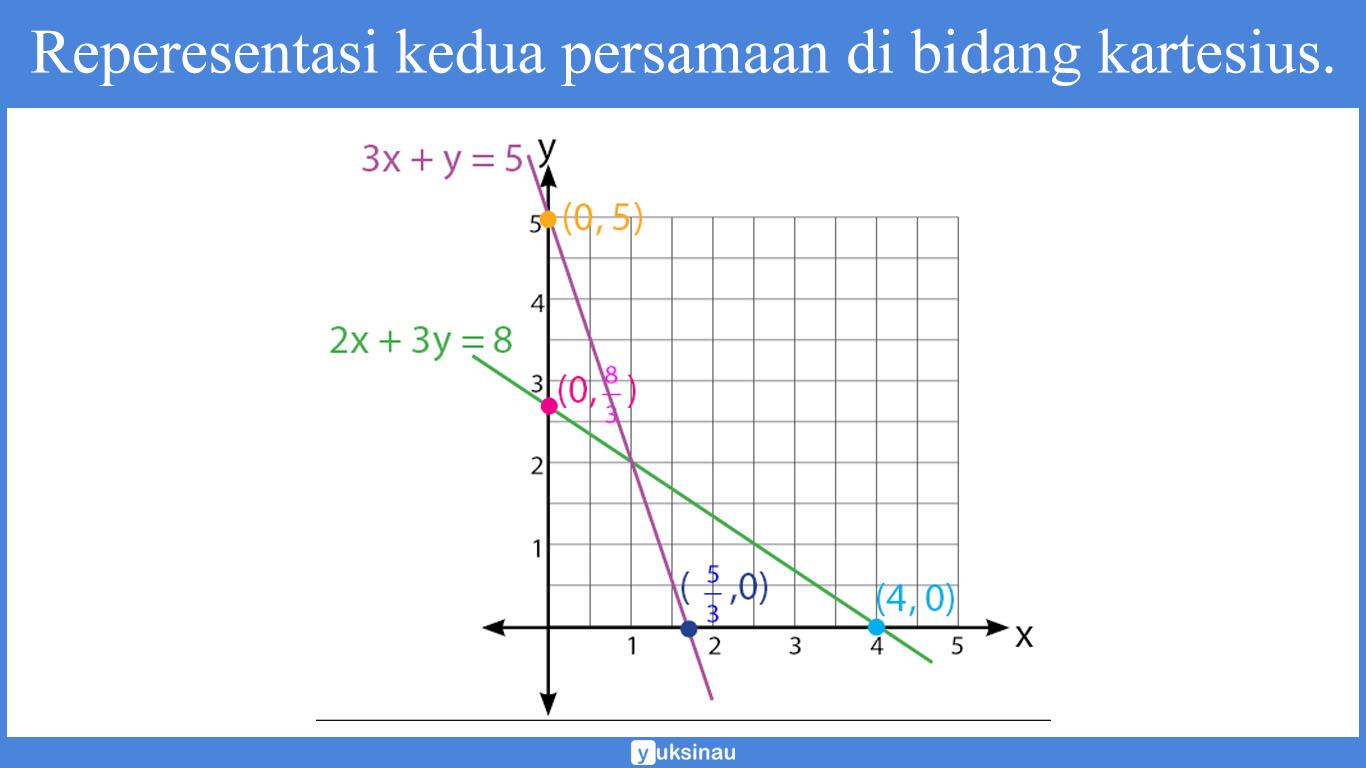 Reperesentasi kedua persamaan di bidang kartesius.
3x + y = 5
y
5
(0, 5)
4
2x + 3y = 8
3
(0, 8/3)
2
1
(5/3,0)
(4, 0)
x
1 2 3 4 5
yuksinau